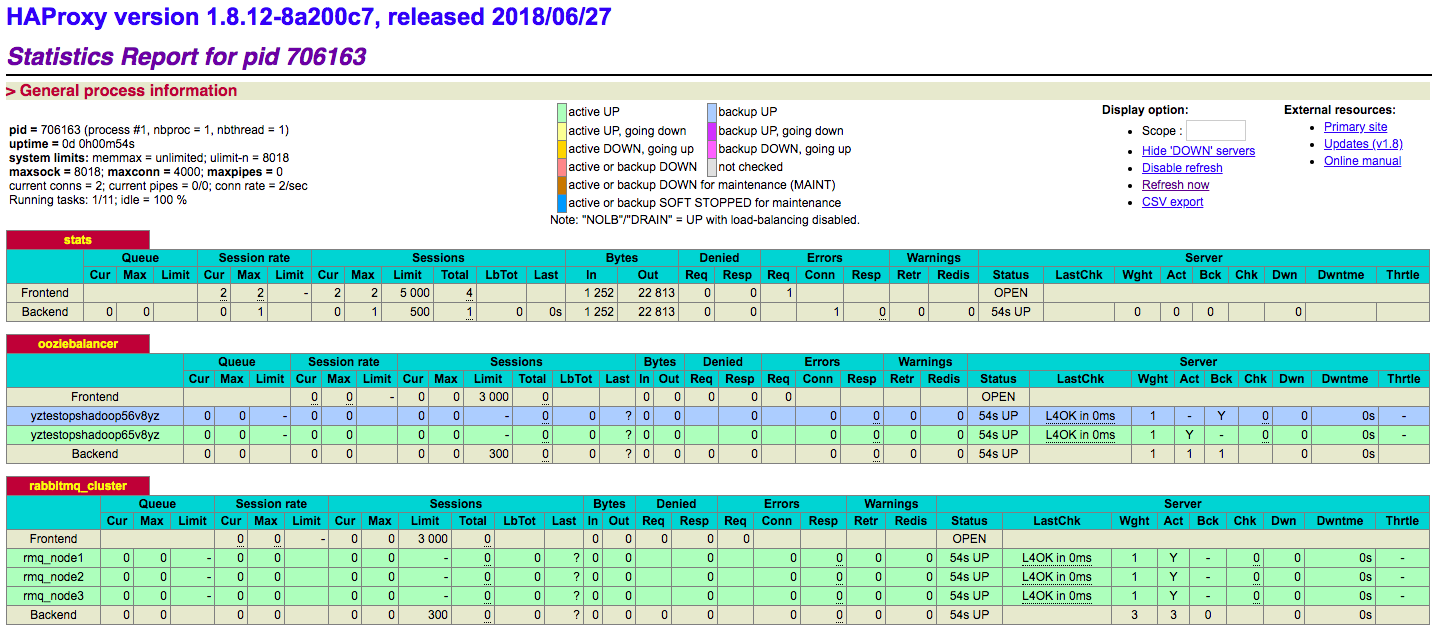 HAProxy version 1.8.12-8a200c7, released 2018/06/27
Statistics Report for pid 706163
> General process information
pid = 706163 (process #1, nbproc = 1, nbthread = 1)
uptime = 0d 0h00m54s
system limits: memmax = unlimited; ulimit-n = 8018
maxsock = 8018; maxconn = 4000; maxpipes = 0
current conns = 2; current pipes = 0/0; conn rate = 2/sec
Running tasks: 1/11; idle = 100 %
active UP backup UP
active UP, going down backup UP, going down
active DOWN, going up backup DOWN, going up
active or backup DOWN not checked
active or backup DOWN for maintenance (MAINT)
active or backup SOFT STOPPED for maintenance
Note: "NOLB"/"DRAIN" = UP with load-balancing disabled.
Display option:
• Scope :
• Hide 'DOWN' servers
• Disable refresh
• Refresh now
• CSV export
External resources:
• Primary site
• Updates (v1.8)
• Online manual
stats
Queue Session rate Sessions Bytes Denied Errors Warnings Server
Cur Max Limit Cur Max Limit Cur Max Limit Total LbTot Last In Out Req Resp Req Conn Resp Retr Redis Status LastChk Wght Act Bck Chk Dwn Dwntme Thrtle
Frontend 2 2 - 2 2 5 000 4 1 252 22 813 0 0 1 OPEN
Backend 0 0 0 1 0 1 500 1 0 0s 1 252 22 813 0 0 1 0 0 0 54s UP 0 0 0 0
ooziebalancer
Queue Session rate Sessions Bytes Denied Errors Warnings Server
Cur Max Limit Cur Max Limit Cur Max Limit Total LbTot Last In Out Req Resp Req Conn Resp Retr Redis Status LastChk Wght Act Bck Chk Dwn Dwntme Thrtle
Frontend 0 0 - 0 0 3 000 0 0 0 0 0 0 OPEN
yztestopshadoop56v8yz 0 0 - 0 0 0 0 - 0 0 ? 0 0 0 0 0 0 0 54s UP L4OK in 0ms 1 - Y 0 0 0s -
yztestopshadoop65v8yz 0 0 - 0 0 0 0 - 0 0 ? 0 0 0 0 0 0 0 54s UP L4OK in 0ms 1 Y - 0 0 0s -
Backend 0 0 0 0 0 0 300 0 0 ? 0 0 0 0 0 0 0 0 54s UP 1 1 1 0 0s
rabbitmq_cluster
Queue Session rate Sessions Bytes Denied Errors Warnings Server
Cur Max Limit Cur Max Limit Cur Max Limit Total LbTot Last In Out Req Resp Req Conn Resp Retr Redis Status LastChk Wght Act Bck Chk Dwn Dwntme Thrtle
Frontend 0 0 - 0 0 3 000 0 0 0 0 0 0 OPEN
rmq_node1 0 0 - 0 0 0 0 - 0 0 ? 0 0 0 0 0 0 0 54s UP L4OK in 0ms 1 Y - 0 0 0s -
rmq_node2 0 0 - 0 0 0 0 - 0 0 ? 0 0 0 0 0 0 0 54s UP L4OK in 0ms 1 Y - 0 0 0s -
rmq_node3 0 0 - 0 0 0 0 - 0 0 ? 0 0 0 0 0 0 0 54s UP L4OK in 0ms 1 Y - 0 0 0s -
Backend 0 0 0 0 0 0 300 0 0 ? 0 0 0 0 0 0 0 0 54s UP 3 3 0 0 0s